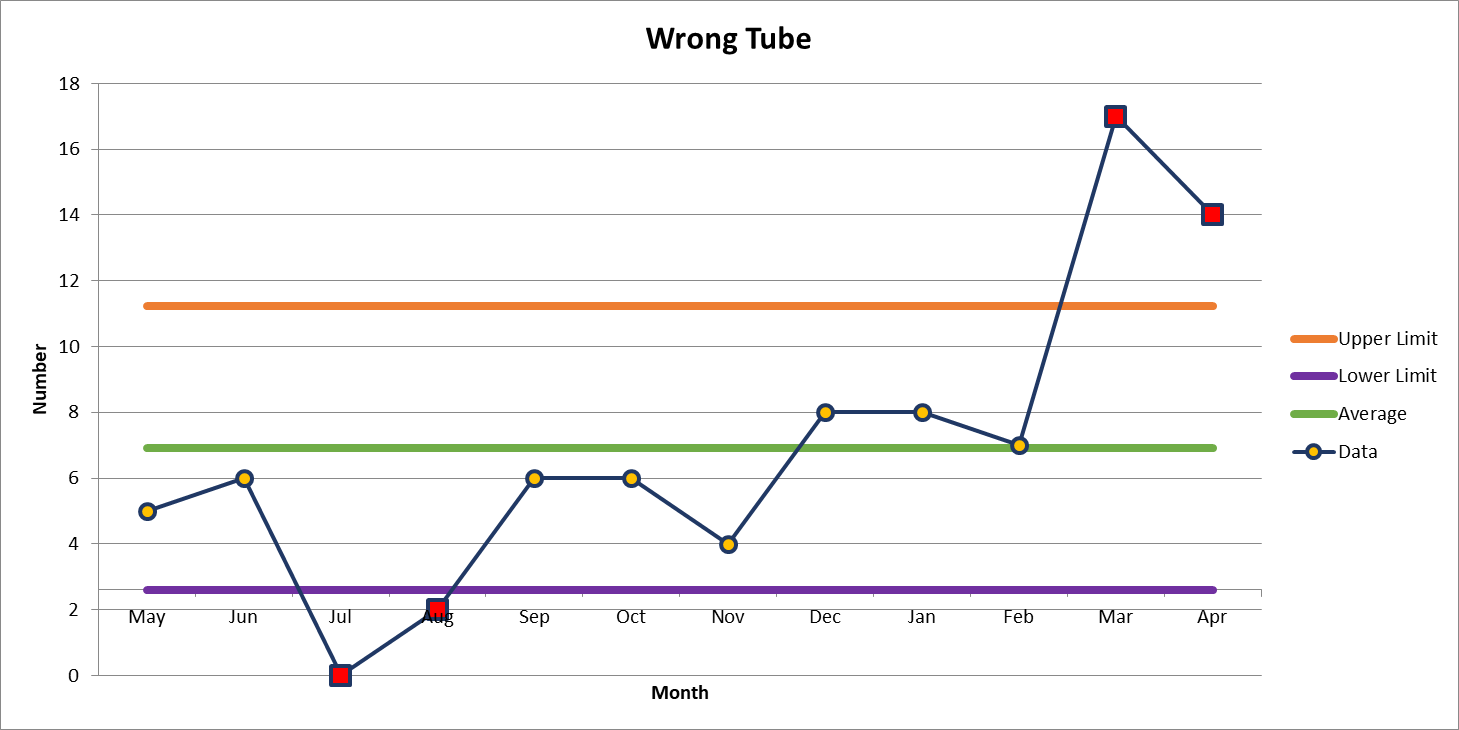 Wrong Tube
18
16
14
12
10
8
6
4
2
0
Number
May Jun Jul Aug Sep Oct Nov Dec Jan Feb Mar Apr
Month
Upper Limit
Lower Limit
Average
Data